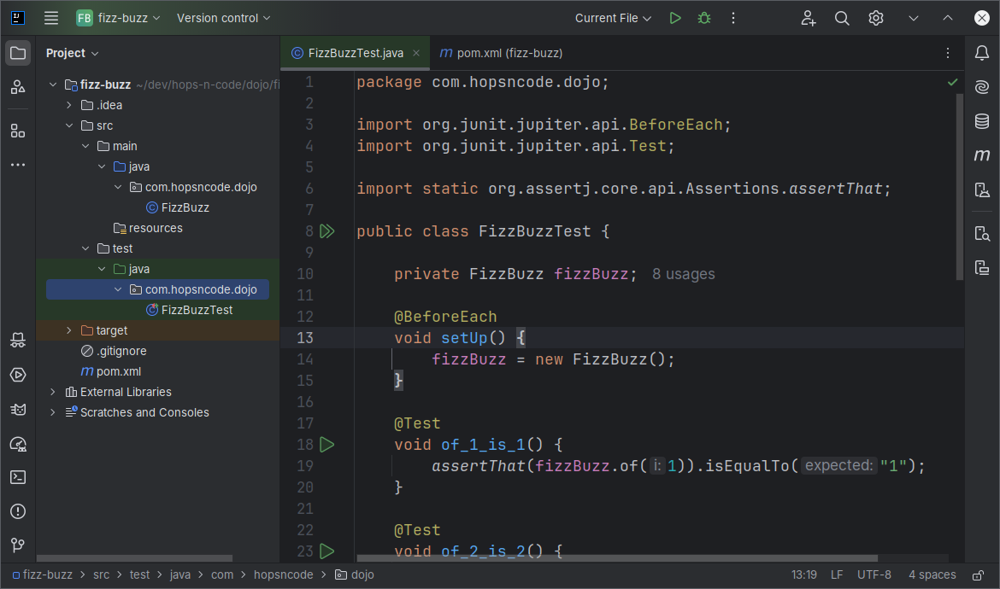 FB fizz-buzz Version control Current File
Project
FizzBuzzTest.java pom.xml (fizz-buzz)
fizz-buzz ~/dev/hops-n-code/dojo/fi
.idea
src
main
java
com.hopsncode.dojo
FizzBuzz
resources
test
java
com.hopsncode.dojo
FizzBuzzTest
target
.gitignore
pom.xml
External Libraries
Scratches and Consoles
1 package com.hopsncode.dojo;
2
3 import org.junit.jupiter.api.BeforeEach;
4 import org.junit.jupiter.api.Test;
5
6 import static org.assertj.core.api.Assertions.assertThat;
7
8 public class FizzBuzzTest {
9
10 private FizzBuzz fizzBuzz; 8 usages
11
12 @BeforeEach
13 void setUp() {
14 fizzBuzz = new FizzBuzz();
15 }
16
17 @Test
18 void of_1_is_1() {
19 assertThat(fizzBuzz.of( i: 1)).isEqualTo( expected: "1");
20 }
21
22 @Test
23 void of_2_is_2() {
fizz-buzz > src > test > java > com > hopsncode > dojo 13:19 LF UTF-8 4 spaces